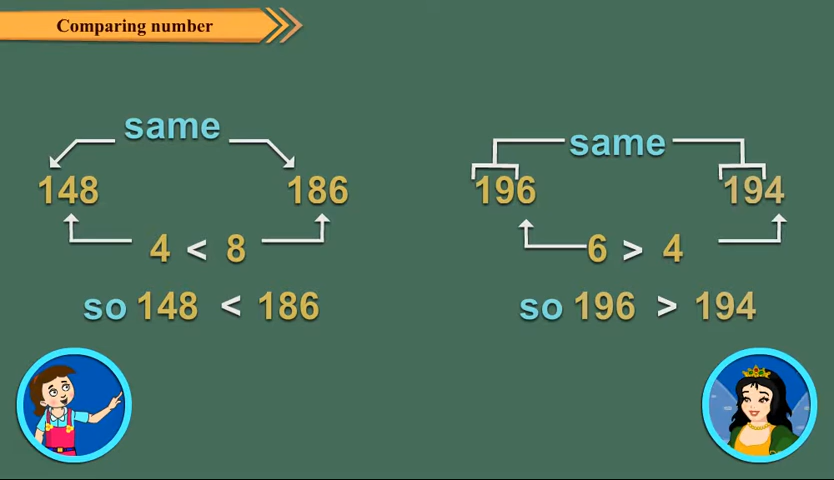 Comparing number
same
148 186
4 < 8
so 148 < 186
same
196 194
6 > 4
so 196 > 194